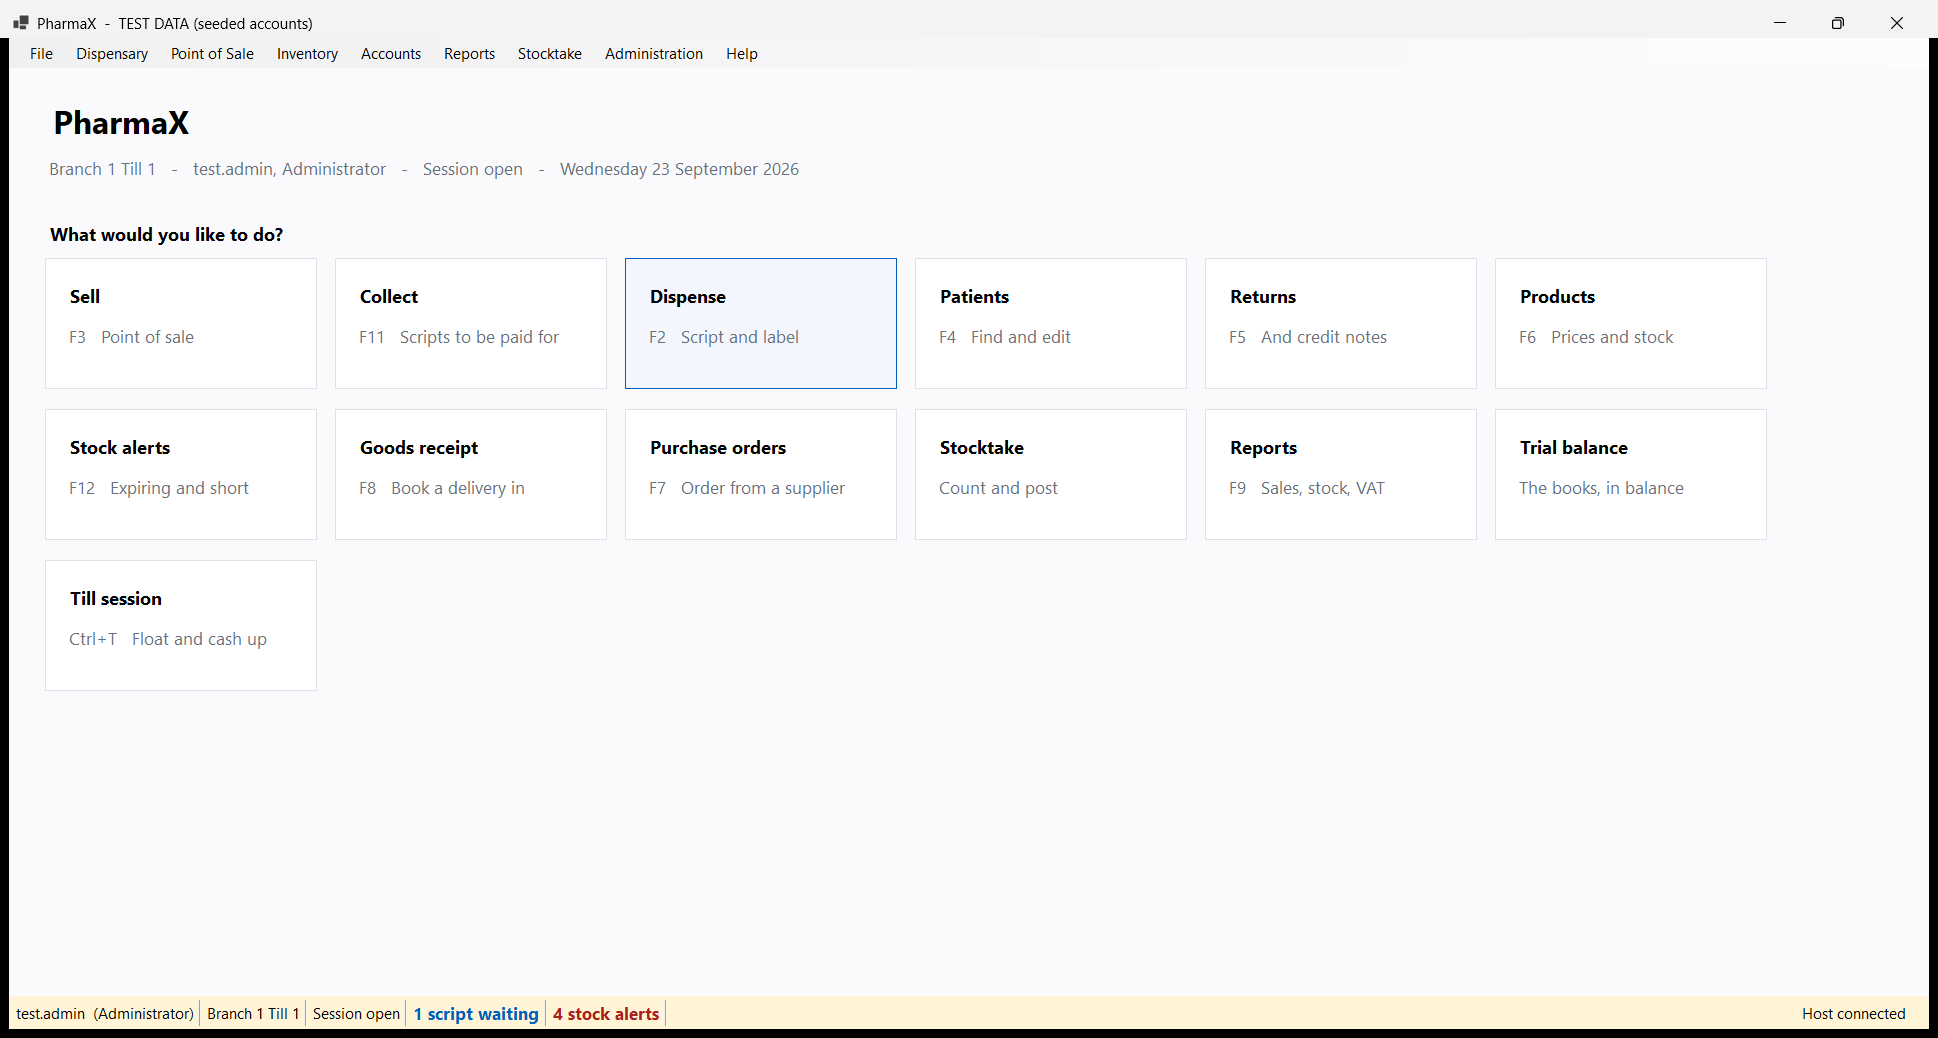 PharmaX - TEST DATA (seeded accounts)
File Dispensary Point of Sale Inventory Accounts Reports Stocktake Administration Help
PharmaX
Branch 1 Till 1 - test.admin, Administrator - Session open - Wednesday 23 September 2026
What would you like to do?
Sell
F3 Point of sale
Collect
F11 Scripts to be paid for
Dispense
F2 Script and label
Patients
F4 Find and edit
Returns
F5 And credit notes
Products
F6 Prices and stock
Stock alerts
F12 Expiring and short
Goods receipt
F8 Book a delivery in
Purchase orders
F7 Order from a supplier
Stocktake
Count and post
Reports
F9 Sales, stock, VAT
Trial balance
The books, in balance
Till session
Ctrl+T Float and cash up
test.admin (Administrator) Branch 1 Till 1 Session open 1 script waiting 4 stock alerts Host connected